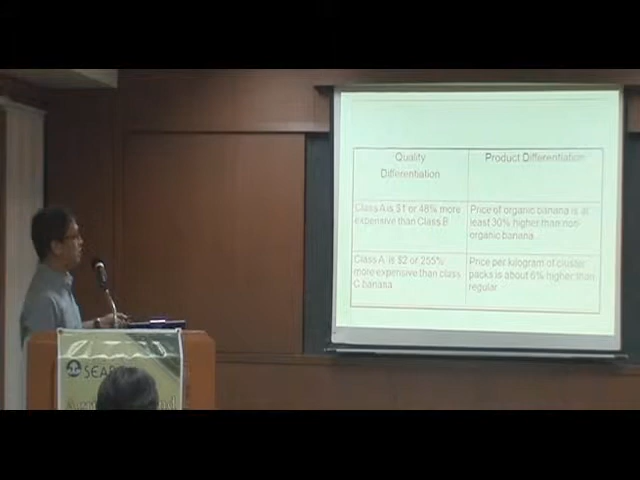 Quality
Differentiation
Product Differentiation
Class A is $1 or 48% more
expensive than Class B
Price of organic banana is at
least 30% higher than non-
organic banana
Class A is $2 or 255%
more expensive than class
C banana
Price per kilogram of cluster
packs is about 6% higher than
regular